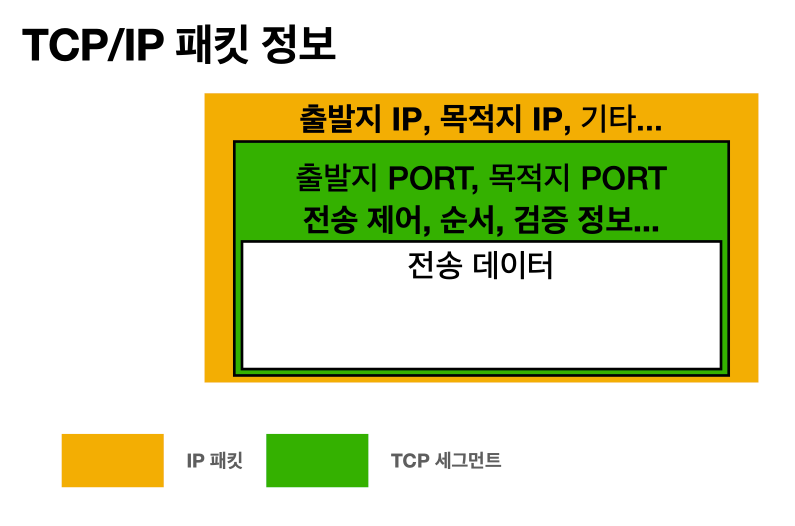 TCP/IP 패킷 정보
출발지 IP, 목적지 IP, 기타...
출발지 PORT, 목적지 PORT
전송 제어, 순서, 검증 정보...
전송 데이터
IP 패킷
TCP 세그먼트